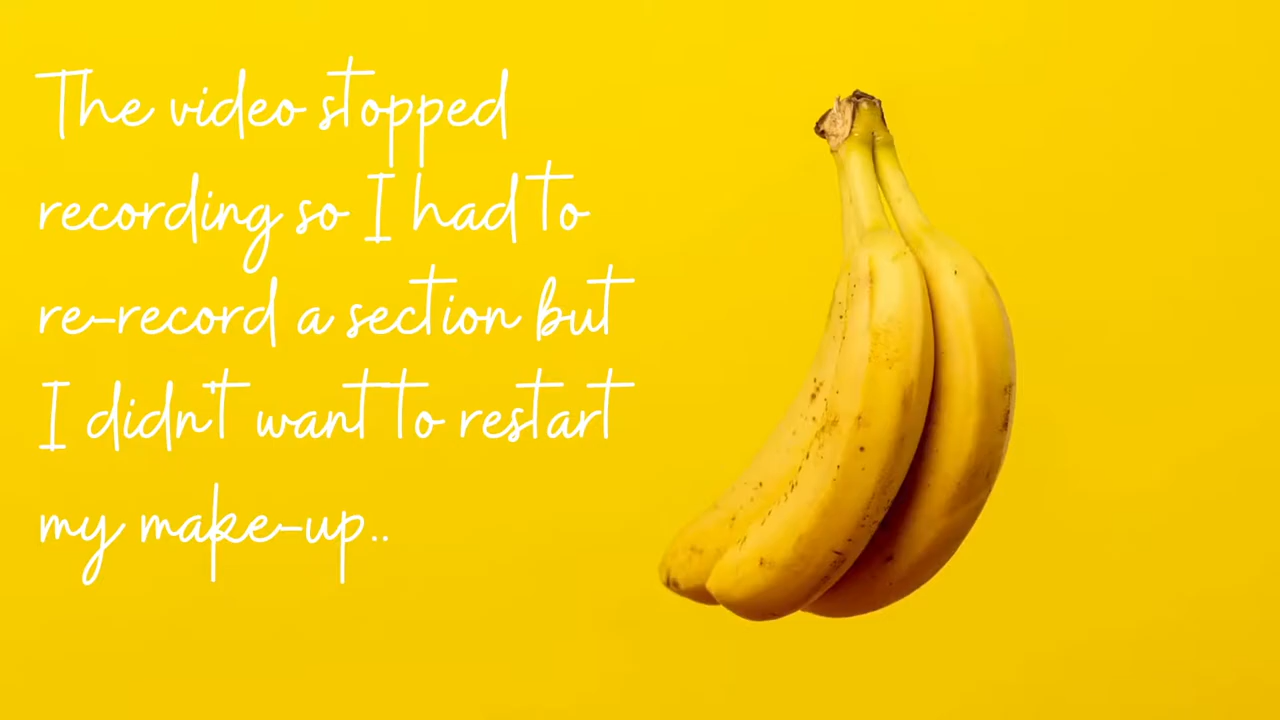 The video stopped
recording so I had to
re-record a section but
I didn't want to restart
my make-up..